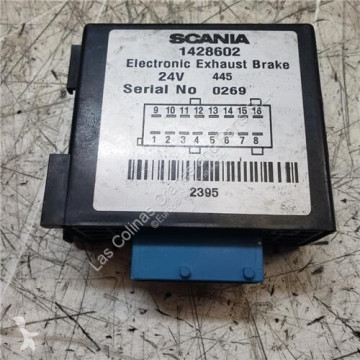 SCANIA
1428602
Electronic Exhaust Brake
24V 445
Serial No 0269
9 10 11 12 13 14 15 16
1 2 3 4 5 6 7 8
2395
Las Colinas